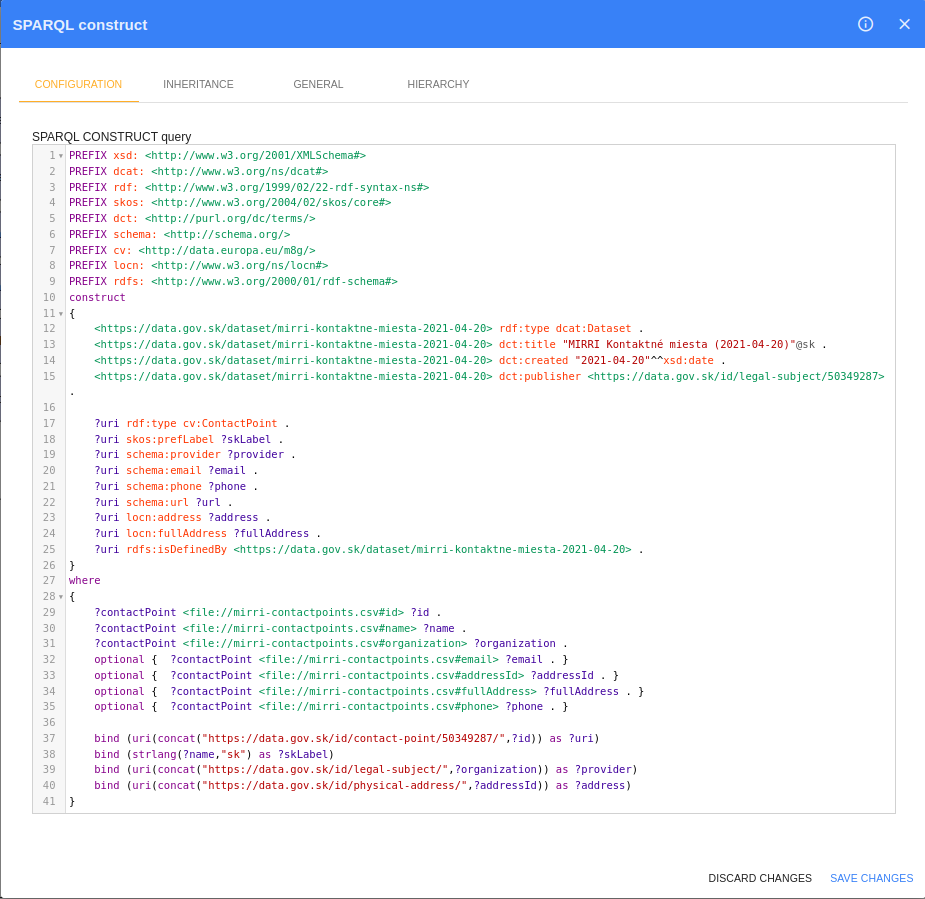 SPARQL construct
CONFIGURATION INHERITANCE GENERAL HIERARCHY
SPARQL CONSTRUCT query
1 PREFIX xsd: <http://www.w3.org/2001/XMLSchema#>
2 PREFIX dcat: <http://www.w3.org/ns/dcat#>
3 PREFIX rdf: <http://www.w3.org/1999/02/22-rdf-syntax-ns#>
4 PREFIX skos: <http://www.w3.org/2004/02/skos/core#>
5 PREFIX dct: <http://purl.org/dc/terms/>
6 PREFIX schema: <http://schema.org/>
7 PREFIX cv: <http://data.europa.eu/m8g/>
8 PREFIX locn: <http://www.w3.org/ns/locn#>
9 PREFIX rdfs: <http://www.w3.org/2000/01/rdf-schema#>
10 construct
11 {
12     <https://data.gov.sk/dataset/mirri-kontaktne-miesta-2021-04-20> rdf:type dcat:Dataset .
13     <https://data.gov.sk/dataset/mirri-kontaktne-miesta-2021-04-20> dct:title "MIRRI Kontaktné miesta (2021-04-20)"@sk .
14     <https://data.gov.sk/dataset/mirri-kontaktne-miesta-2021-04-20> dct:created "2021-04-20"^^xsd:date .
15     <https://data.gov.sk/dataset/mirri-kontaktne-miesta-2021-04-20> dct:publisher <https://data.gov.sk/id/legal-subject/50349287>
.
16
17     ?uri rdf:type cv:ContactPoint .
18     ?uri skos:prefLabel ?skLabel .
19     ?uri schema:provider ?provider .
20     ?uri schema:email ?email .
21     ?uri schema:phone ?phone .
22     ?uri schema:url ?url .
23     ?uri locn:address ?address .
24     ?uri locn:fullAddress ?fullAddress .
25     ?uri rdfs:isDefinedBy <https://data.gov.sk/dataset/mirri-kontaktne-miesta-2021-04-20> .
26 }
27 where
28 {
29     ?contactPoint <file://mirri-contactpoints.csv#id> ?id .
30     ?contactPoint <file://mirri-contactpoints.csv#name> ?name .
31     ?contactPoint <file://mirri-contactpoints.csv#organization> ?organization .
32     optional {  ?contactPoint <file://mirri-contactpoints.csv#email> ?email . }
33     optional {  ?contactPoint <file://mirri-contactpoints.csv#addressId> ?addressId . }
34     optional {  ?contactPoint <file://mirri-contactpoints.csv#fullAddress> ?fullAddress . }
35     optional {  ?contactPoint <file://mirri-contactpoints.csv#phone> ?phone . }
36
37     bind (uri(concat("https://data.gov.sk/id/contact-point/50349287/",?id)) as ?uri)
38     bind (strlang(?name,"sk") as ?skLabel)
39     bind (uri(concat("https://data.gov.sk/id/legal-subject/",?organization)) as ?provider)
40     bind (uri(concat("https://data.gov.sk/id/physical-address/",?addressId)) as ?address)
41 }
DISCARD CHANGES SAVE CHANGES